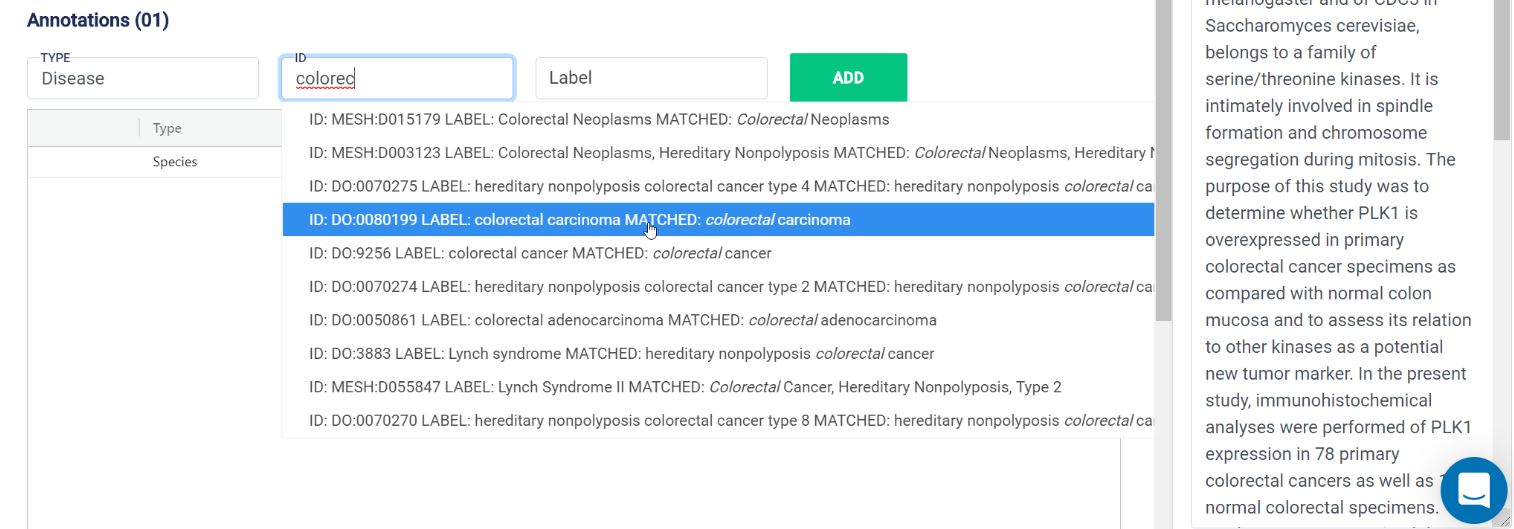 Annotations (01)
TYPE
Disease
ID
colorec
Label
ADD
Type
Species
ID: MESH:D015179 LABEL: Colorectal Neoplasms MATCHED: Colorectal Neoplasms
ID: MESH:D003123 LABEL: Colorectal Neoplasms, Hereditary Nonpolyposis MATCHED: Colorectal Neoplasms, Hereditary
ID: DO:0070275 LABEL: hereditary nonpolyposis colorectal cancer type 4 MATCHED: hereditary nonpolyposis colorectal ca
ID: DO:0080199 LABEL: colorectal carcinoma MATCHED: colorectal carcinoma
ID: DO:9256 LABEL: colorectal cancer MATCHED: colorectal cancer
ID: DO:0070274 LABEL: hereditary nonpolyposis colorectal cancer type 2 MATCHED: hereditary nonpolyposis colorectal ca
ID: DO:0050861 LABEL: colorectal adenocarcinoma MATCHED: colorectal adenocarcinoma
ID: DO:3883 LABEL: Lynch syndrome MATCHED: hereditary nonpolyposis colorectal cancer
ID: MESH:D055847 LABEL: Lynch Syndrome II MATCHED: Colorectal Cancer, Hereditary Nonpolyposis, Type 2
ID: DO:0070270 LABEL: hereditary nonpolyposis colorectal cancer type 8 MATCHED: hereditary nonpolyposis colorectal ca
melanogaster and of CDC5 in
Saccharomyces cerevisiae,
belongs to a family of
serine/threonine kinases. It is
intimately involved in spindle
formation and chromosome
segregation during mitosis. The
purpose of this study was to
determine whether PLK1 is
overexpressed in primary
colorectal cancer specimens as
compared with normal colon
mucosa and to assess its relation
to other kinases as a potential
new tumor marker. In the present
study, immunohistochemical
analyses were performed of PLK1
expression in 78 primary
colorectal cancers as well as
normal colorectal specimens.